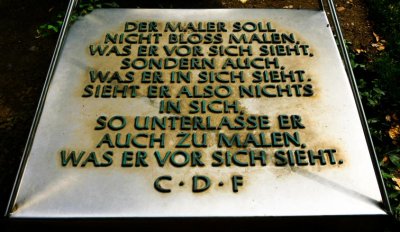 DER MALER SOLL
NICHT BLOSS MALEN,
WAS ER VOR SICH SIEHT,
SONDERN AUCH,
WAS ER IN SICH SIEHT.
SIEHT ER ALSO NICHTS
IN SICH,
SO UNTERLASSE ER
AUCH ZU MALEN,
WAS ER VOR SICH SIEHT.
C · D · F